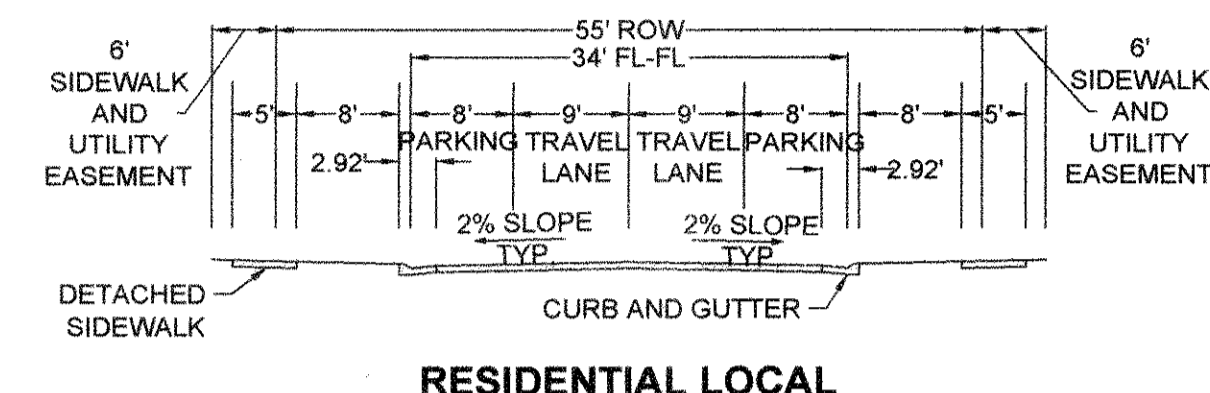 55' ROW
34' FL-FL
6'
SIDEWALK
AND
UTILITY
EASEMENT
5'
8'
8'
PARKING
9'
TRAVEL
LANE
9'
TRAVEL
LANE
8'
PARKING
8'
5'
6'
SIDEWALK
AND
UTILITY
EASEMENT
2.92'
2.92'
2% SLOPE
TYP
2% SLOPE
TYP
DETACHED
SIDEWALK
CURB AND GUTTER
RESIDENTIAL LOCAL